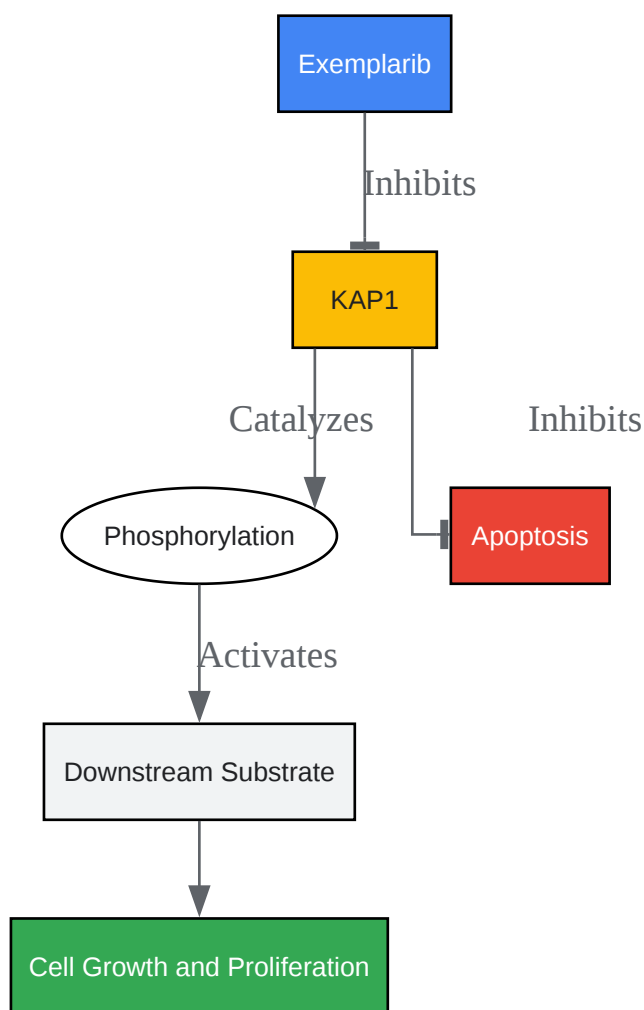 Exemplarib
Inhibits
KAP1
Catalyzes
Inhibits
Phosphorylation
Apoptosis
Activates
Downstream Substrate
Cell Growth and Proliferation